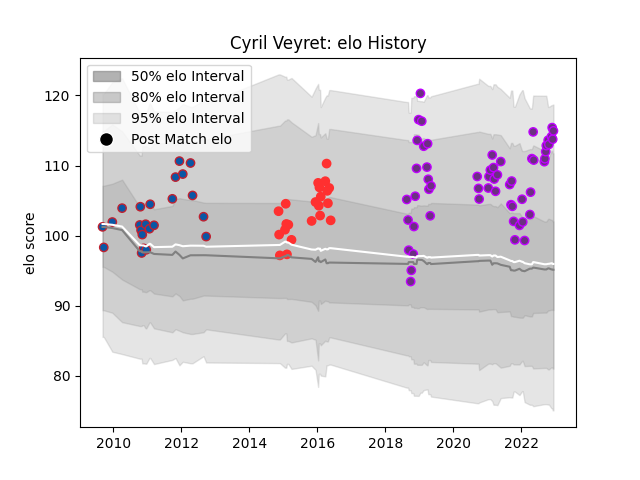 Cyril Veyret: elo History
50% elo Interval
80% elo Interval
95% elo Interval
Post Match elo
elo score
120
110
100
90
80
2010
2012
2014
2016
2018
2020
2022